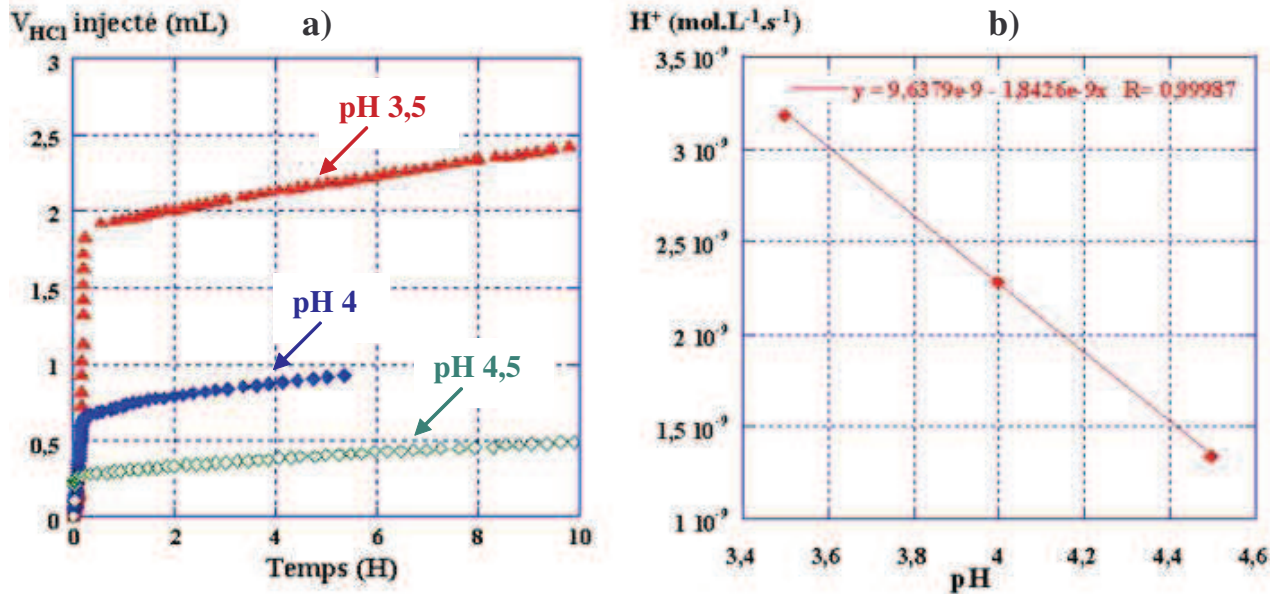 V_HCl injecté (mL)
a)
3
2,5
2
1,5
1
0,5
0
pH 3,5
pH 4
pH 4,5
0 2 4 6 8 10
Temps (H)
H⁺ (mol.L⁻¹.s⁻¹)
b)
3,5 10⁻⁹
3 10⁻⁹
2,5 10⁻⁹
2 10⁻⁹
1,5 10⁻⁹
1 10⁻⁹
y = 9,6379e-9 - 1,8426e-9x R= 0,99987
3,4 3,6 3,8 4 4,2 4,4 4,6
pH